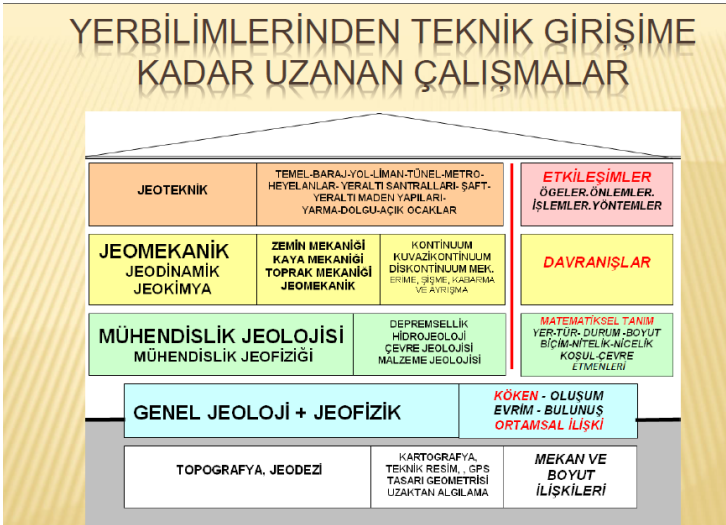 YERBİLİMLERİNDEN TEKNİK GİRİŞİME
KADAR UZANAN ÇALIŞMALAR
JEOTEKNİK
TEMEL-BARAJ-YOL-LİMAN-TÜNEL-METRO-
HEYELANLAR- YERALTI SANTRALLARI- ŞAFT-
YERALTI MADEN YAPILARI-
YARMA-DOLGU-AÇIK OCAKLAR
ETKİLEŞİMLER
ÖGELER.ÖNLEMLER.
İŞLEMLER.YÖNTEMLER
JEOMEKANİK
JEODİNAMİK
JEOKİMYA
ZEMİN MEKANİĞİ
KAYA MEKANİĞİ
TOPRAK MEKANİĞİ
JEOMEKANİK
KONTİNUUM
KUVAZİKONTİNUUM
DİSKONTİNUUM MEK.
ERİME, ŞİŞME, KABARMA
VE AYRIŞMA
DAVRANIŞLAR
MÜHENDİSLİK JEOLOJİSİ
MÜHENDİSLİK JEOFİZİĞİ
DEPREMSELLİK
HİDROJEOLOJİ
ÇEVRE JEOLOJİSİ
MALZEME JEOLOJİSİ
MATEMATİKSEL TANIM
YER-TÜR- DURUM -BOYUT
BİÇİM-NİTELİK-NİCELİK
KOŞUL-ÇEVRE
ETMENLERİ
GENEL JEOLOJİ + JEOFİZİK
KÖKEN - OLUŞUM
EVRİM - BULUNUŞ
ORTAMSAL İLİŞKİ
TOPOGRAFYA, JEODEZİ
KARTOGRAFYA,
TEKNİK RESİM, , GPS
TASARI GEOMETRİSİ
UZAKTAN ALGILAMA
MEKAN VE
BOYUT
İLİŞKİLERİ